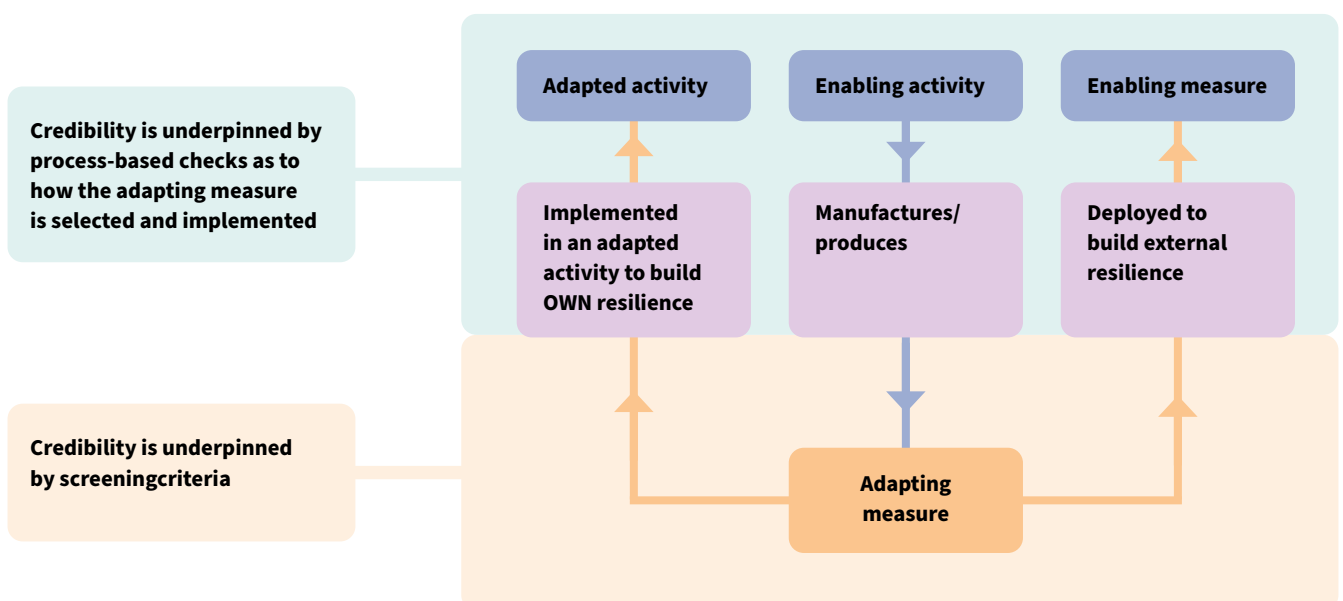 Adapted activity
Enabling activity
Enabling measure
Credibility is underpinned by
process-based checks as to
how the adapting measure
is selected and implemented
Implemented
in an adapted
activity to build
OWN resilience
Manufactures/
produces
Deployed to
build external
resilience
Credibility is underpinned
by screeningcriteria
Adapting
measure